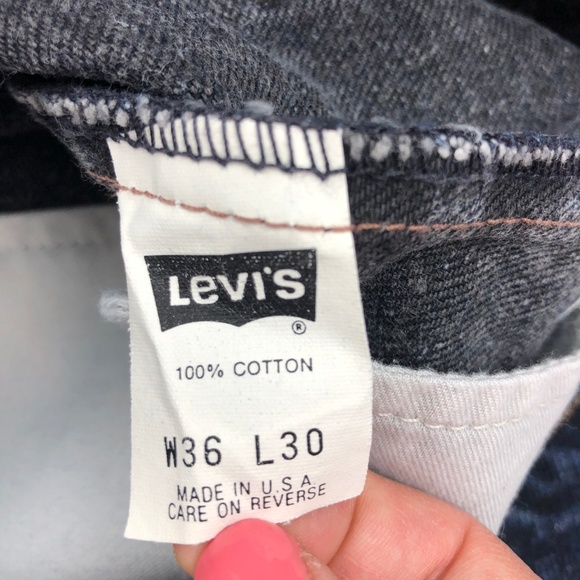 Levi's
®
100% COTTON
W36 L30
MADE IN U.S.A.
CARE ON REVERSE